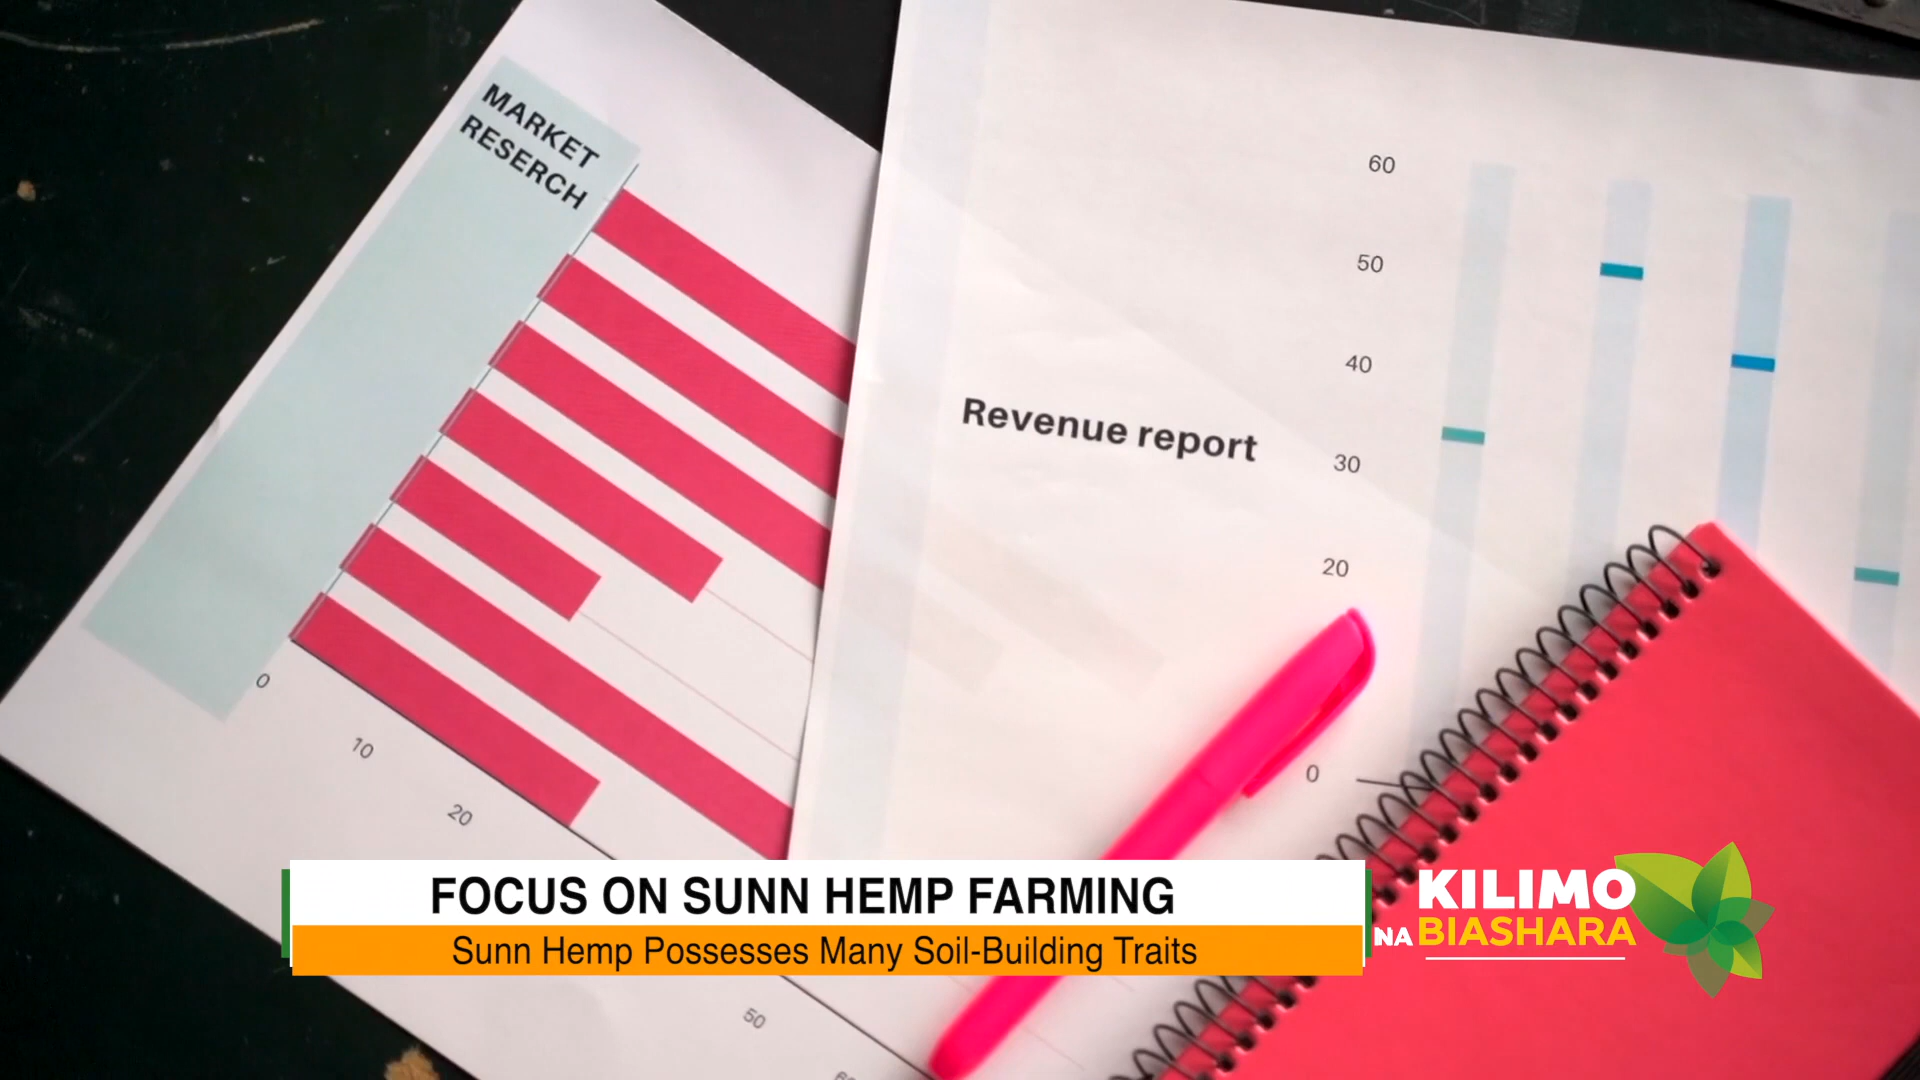 MARKET
RESERCH
0
10
20
50
60
Revenue report
60
50
40
30
20
0
FOCUS ON SUNN HEMP FARMING
Sunn Hemp Possesses Many Soil-Building Traits
KILIMO
NA BIASHARA